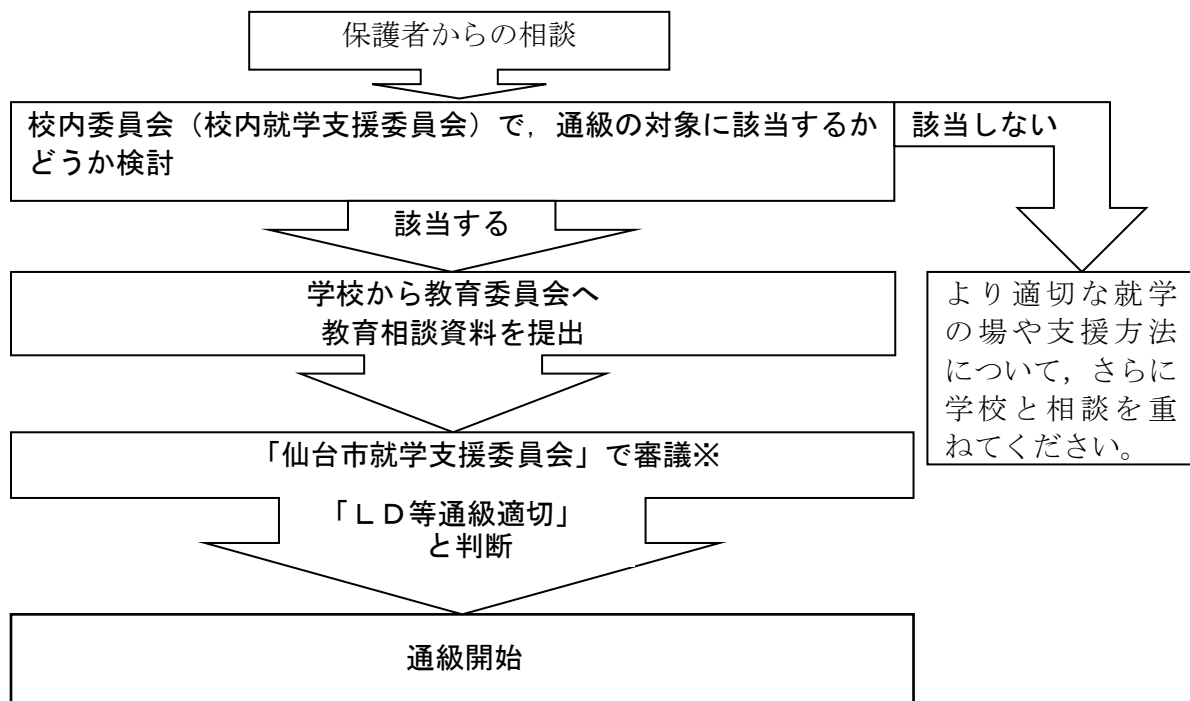 保護者からの相談
校内委員会（校内就学支援委員会）で，通級の対象に該当するか
どうか検討
該当しない
該当する
学校から教育委員会へ
教育相談資料を提出
より適切な就学
の場や支援方法
について，さらに
学校と相談を重
ねてください。
「仙台市就学支援委員会」で審議※
「ＬＤ等通級適切」
と判断
通級開始